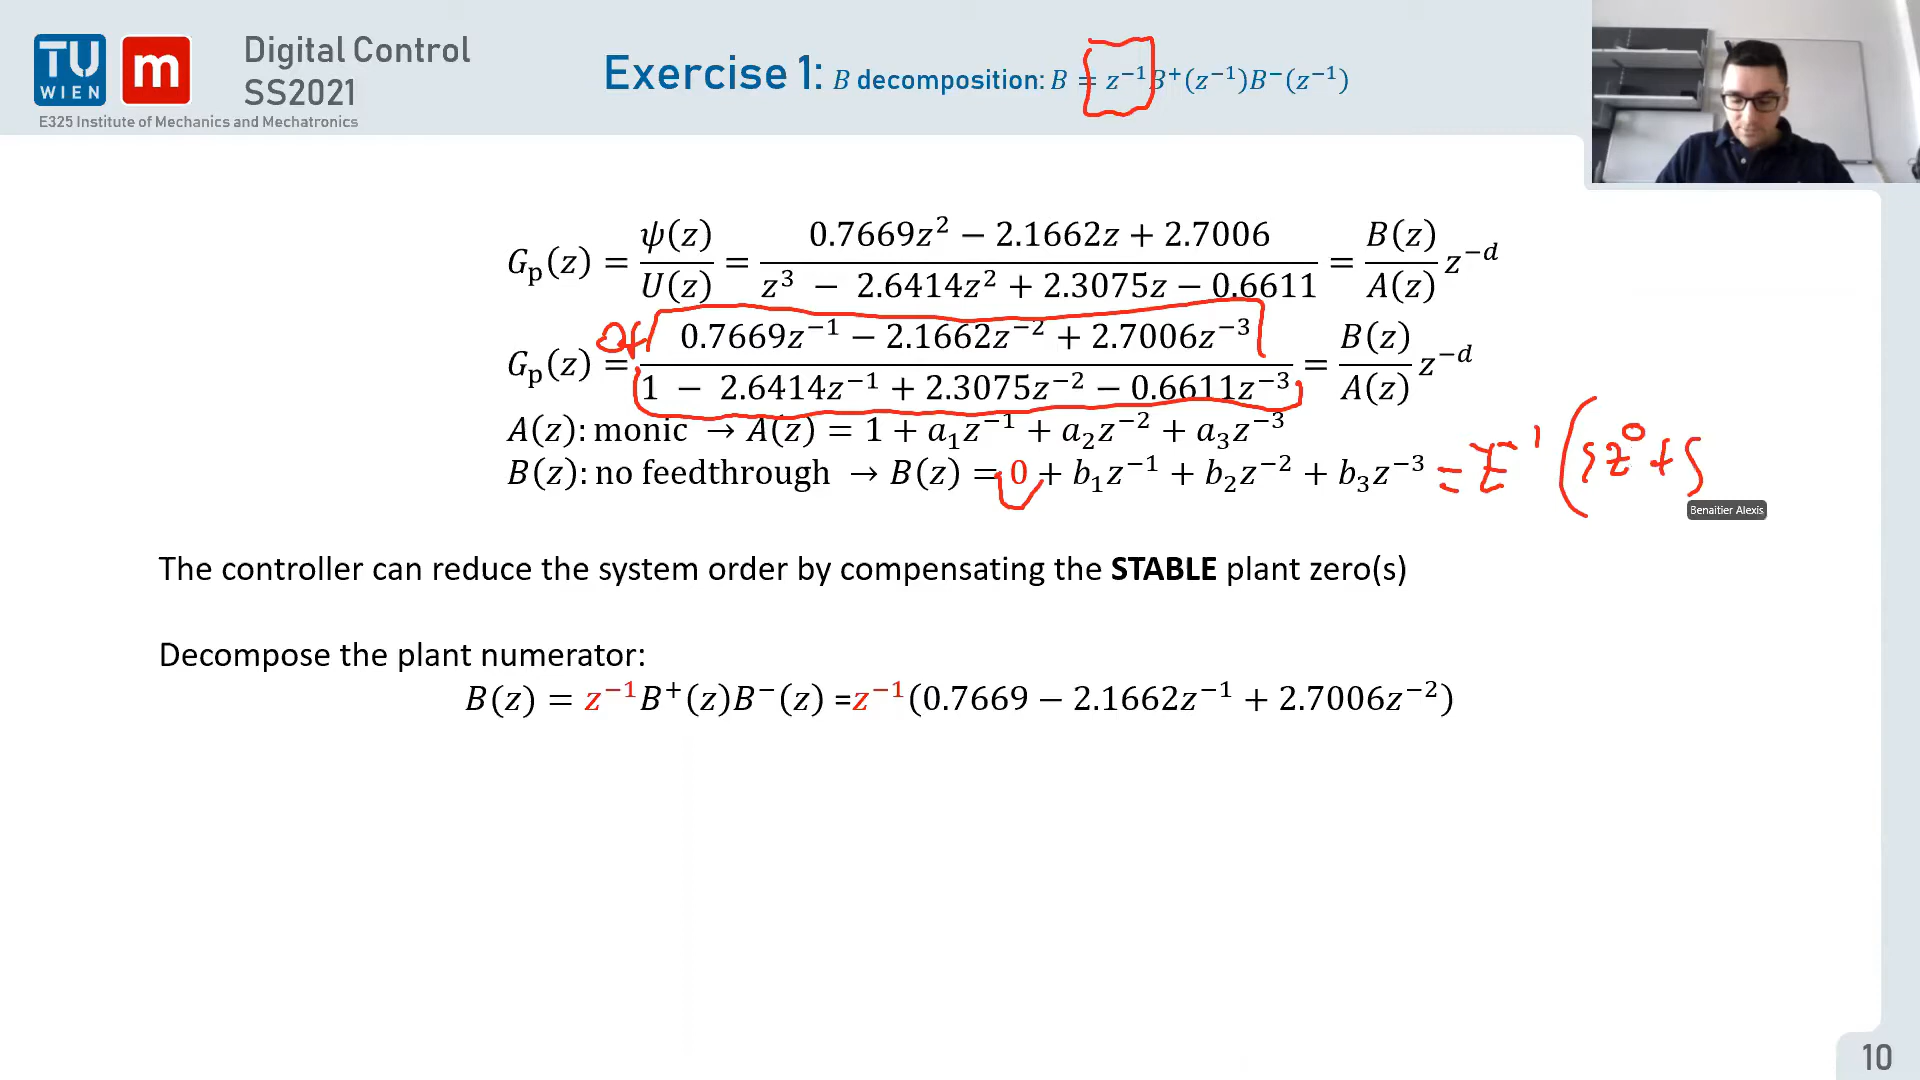 TU WIEN m
Digital Control
SS2021
E325 Institute of Mechanics and Mechatronics
Exercise 1: B decomposition: B = z⁻¹B⁺(z⁻¹)B⁻(z⁻¹)
Gₚ(z) = ψ(z)/U(z) = (0.7669z² − 2.1662z + 2.7006)/(z³ − 2.6414z² + 2.3075z − 0.6611) = B(z)/A(z) z⁻ᵈ
Gₚ(z) = (0.7669z⁻¹ − 2.1662z⁻² + 2.7006z⁻³)/(1 − 2.6414z⁻¹ + 2.3075z⁻² − 0.6611z⁻³) = B(z)/A(z) z⁻ᵈ
A(z): monic → A(z) = 1 + a₁z⁻¹ + a₂z⁻² + a₃z⁻³
B(z): no feedthrough → B(z) = 0 + b₁z⁻¹ + b₂z⁻² + b₃z⁻³ = z⁻¹ ( z⁰ +
Benaitier Alexis
The controller can reduce the system order by compensating the STABLE plant zero(s)
Decompose the plant numerator:
B(z) = z⁻¹B⁺(z)B⁻(z) =z⁻¹(0.7669 − 2.1662z⁻¹ + 2.7006z⁻²)
10